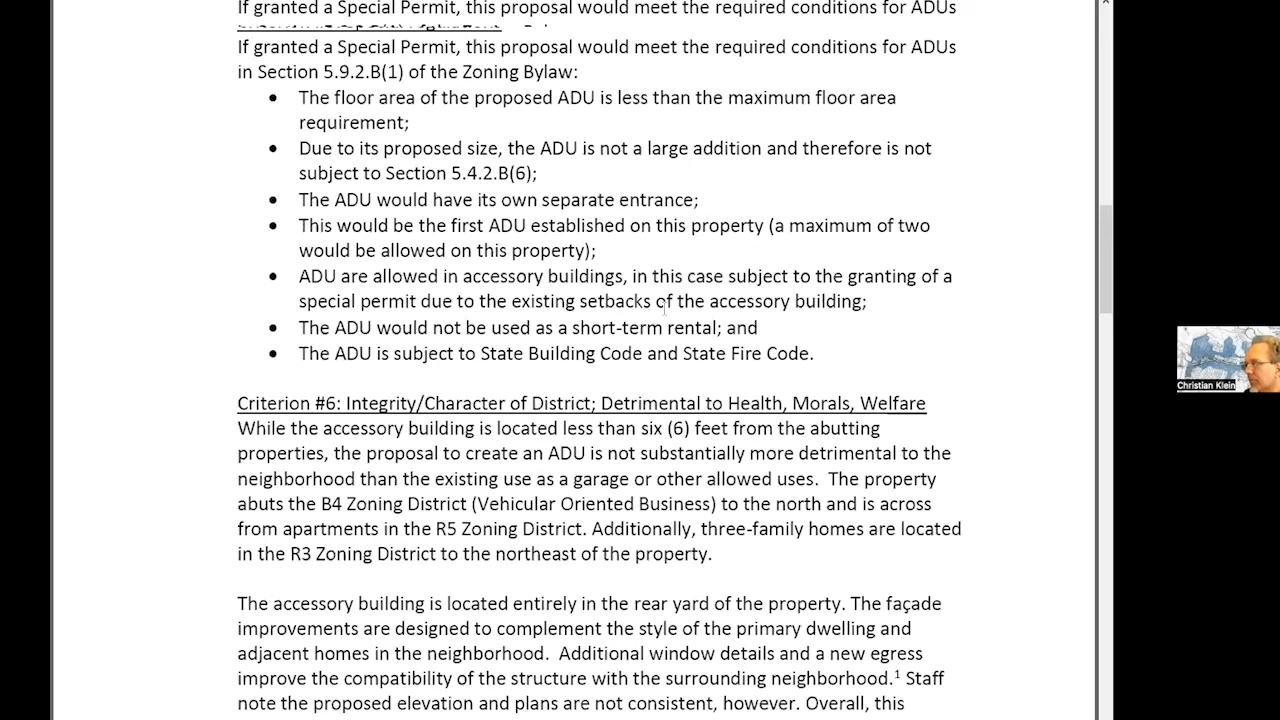 If granted a Special Permit, this proposal would meet the required conditions for ADUs
If granted a Special Permit, this proposal would meet the required conditions for ADUs
in Section 5.9.2.B(1) of the Zoning Bylaw:
• The floor area of the proposed ADU is less than the maximum floor area
requirement;
• Due to its proposed size, the ADU is not a large addition and therefore is not
subject to Section 5.4.2.B(6);
• The ADU would have its own separate entrance;
• This would be the first ADU established on this property (a maximum of two
would be allowed on this property);
• ADU are allowed in accessory buildings, in this case subject to the granting of a
special permit due to the existing setbacks of the accessory building;
• The ADU would not be used as a short-term rental; and
• The ADU is subject to State Building Code and State Fire Code.
Criterion #6: Integrity/Character of District; Detrimental to Health, Morals, Welfare
While the accessory building is located less than six (6) feet from the abutting
properties, the proposal to create an ADU is not substantially more detrimental to the
neighborhood than the existing use as a garage or other allowed uses.  The property
abuts the B4 Zoning District (Vehicular Oriented Business) to the north and is across
from apartments in the R5 Zoning District. Additionally, three-family homes are located
in the R3 Zoning District to the northeast of the property.
The accessory building is located entirely in the rear yard of the property. The façade
improvements are designed to complement the style of the primary dwelling and
adjacent homes in the neighborhood.  Additional window details and a new egress
improve the compatibility of the structure with the surrounding neighborhood.¹ Staff
note the proposed elevation and plans are not consistent, however. Overall, this
Christian Klein